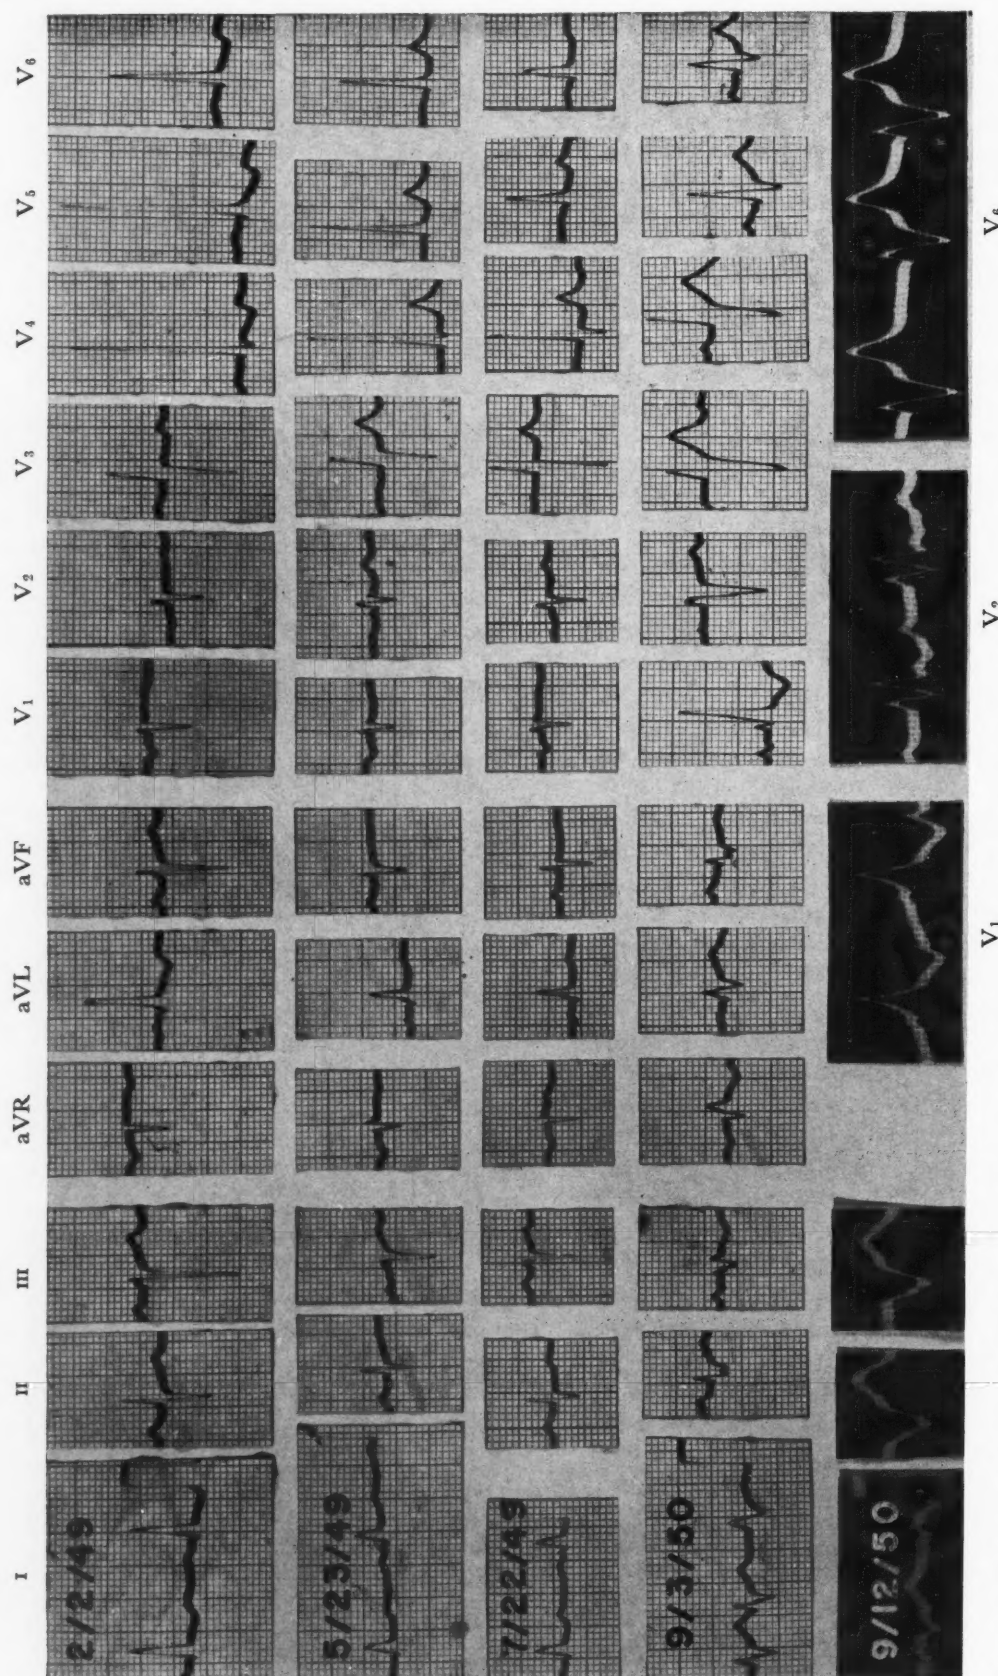 I II III aVR aVL aVF V₁ V₂ V₃ V₄ V₅ V₆
2/2/49
5/23/49
7/22/49
9/3/50
9/12/50
V₁ V₂ V₆